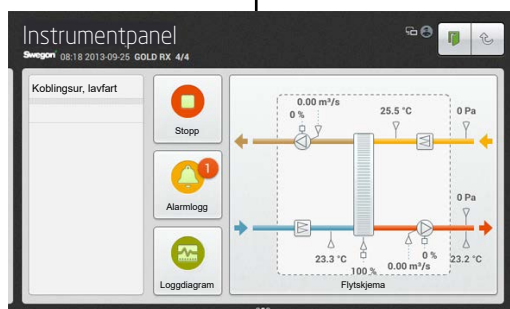 Instrumentpanel
Swegon 08:18 2013-09-25 GOLD RX 4/4
Koblingsur, lavfart
Stopp
1
Alarmlogg
Loggdiagram
0.00 m³/s
0 %
25.5 °C
0 Pa
0 Pa
23.3 °C
100 %
0.00 m³/s
0 %
23.2 °C
Flytskjema